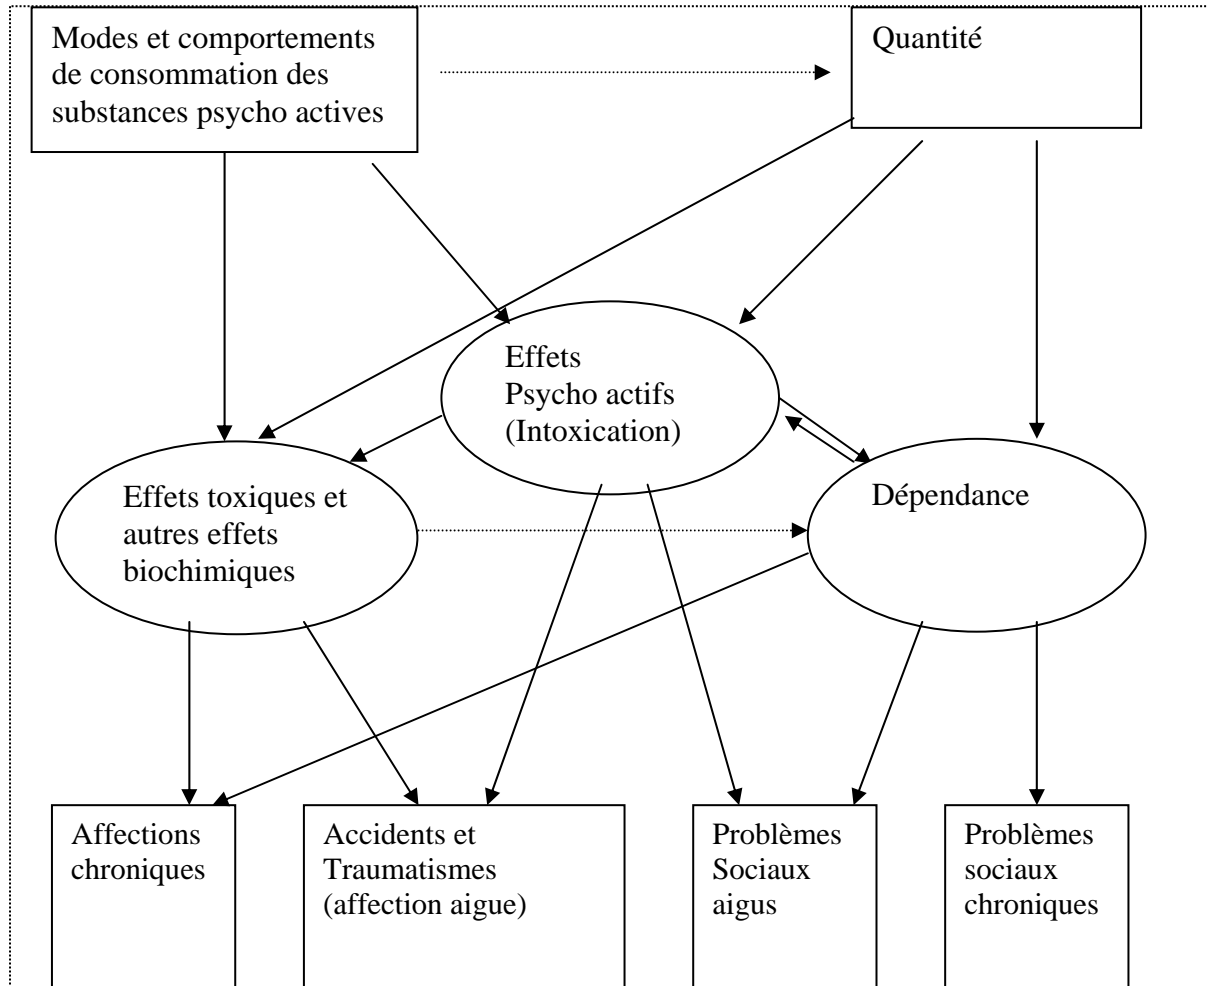 Modes et comportements
de consommation des
substances psycho actives
Quantité
Effets
Psycho actifs
(Intoxication)
Effets toxiques et
autres effets
biochimiques
Dépendance
Affections
chroniques
Accidents et
Traumatismes
(affection aigue)
Problèmes
Sociaux
aigus
Problèmes
sociaux
chroniques